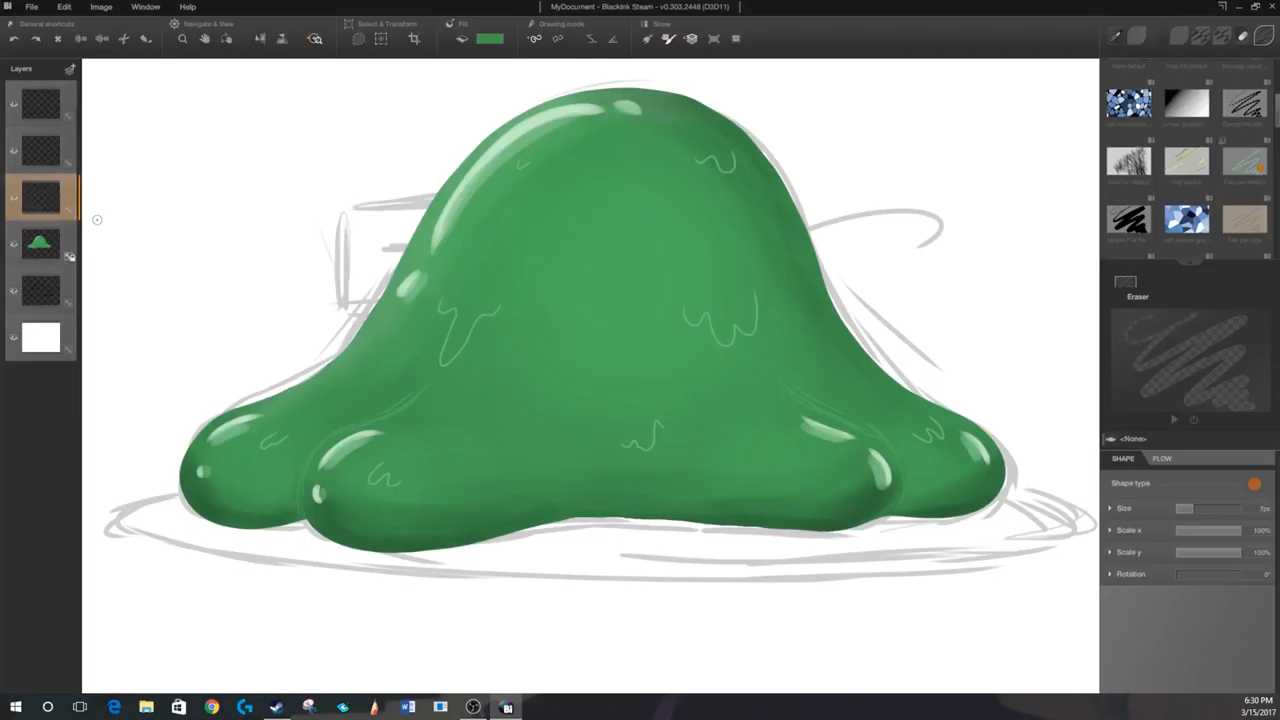 MyDocument - BlackInk Steam - v0.303.2448 (D3D11)
File Edit Image Window Help
General shortcuts
Navigate & View
Select & Transform
Fill
Drawing mode
Show
Layers
Eraser
<None>
SHAPE FLOW
Shape type
Size 7px
Scale x 100%
Scale y 100%
Rotation 0°
6:30 PM
3/15/2017